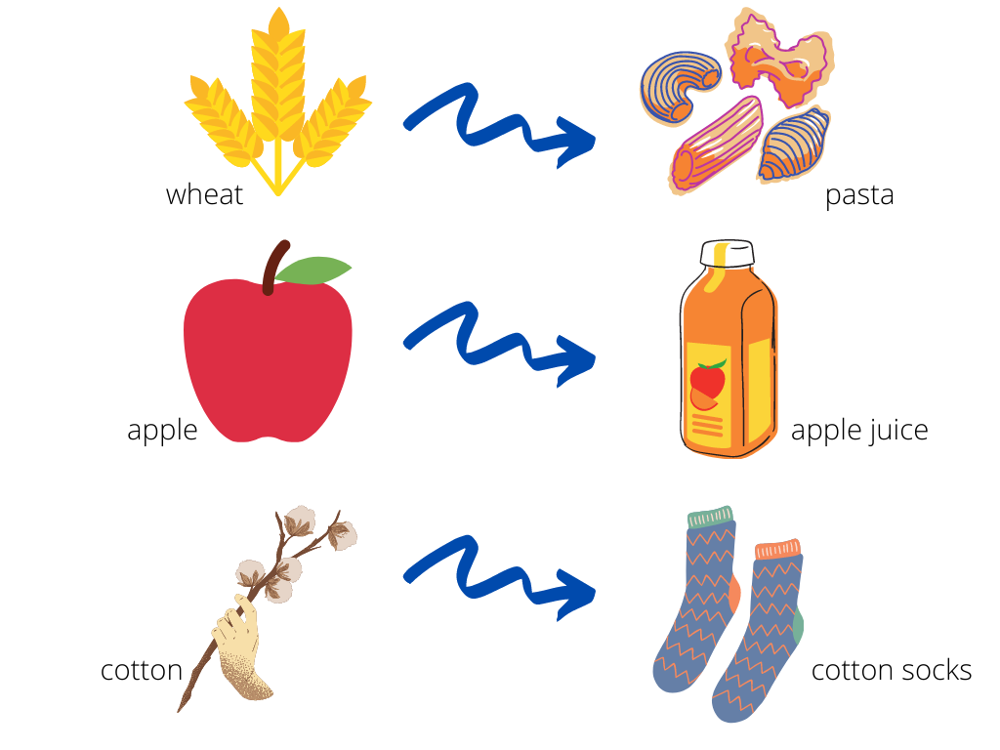 wheat
pasta
apple
apple juice
cotton
cotton socks